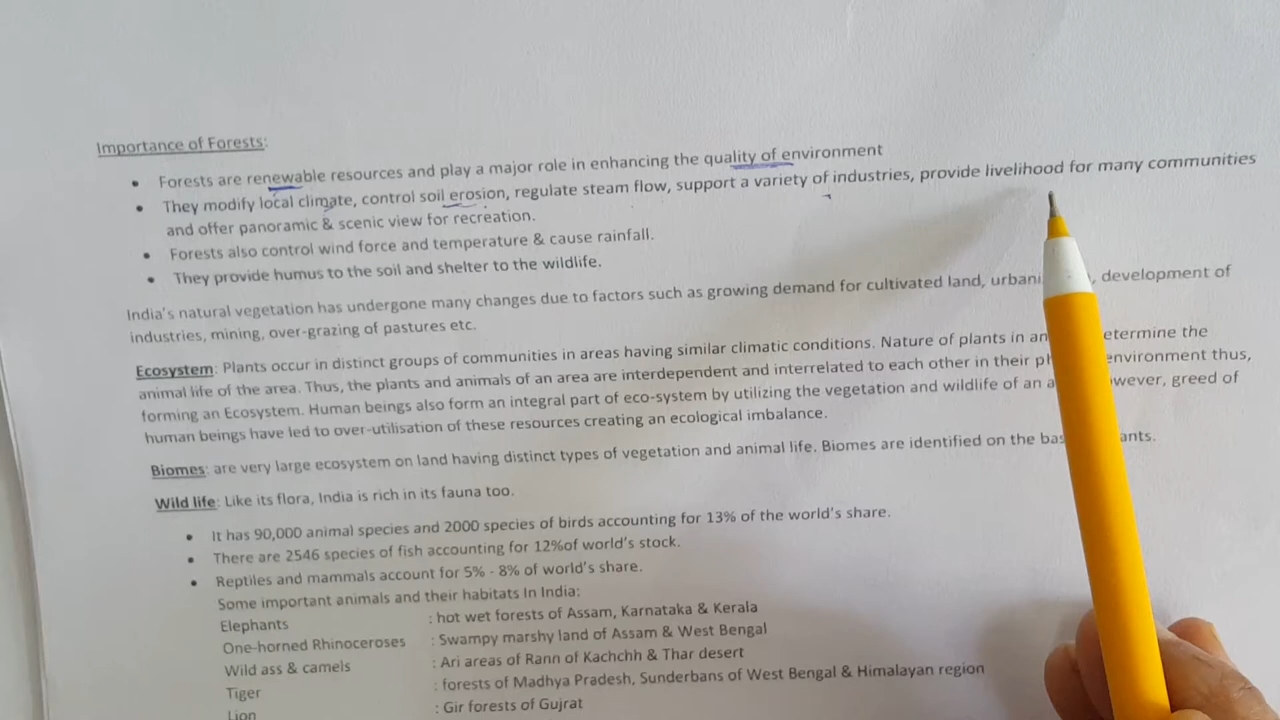 Importance of Forests:
• Forests are renewable resources and play a major role in enhancing the quality of environment
• They modify local climate, control soil erosion, regulate steam flow, support a variety of industries, provide livelihood for many communities
and offer panoramic & scenic view for recreation.
• Forests also control wind force and temperature & cause rainfall.
• They provide humus to the soil and shelter to the wildlife.
India's natural vegetation has undergone many changes due to factors such as growing demand for cultivated land, development of
industries, mining, over-grazing of pastures etc.
Ecosystem: Plants occur in distinct groups of communities in areas having similar climatic conditions. Nature of plants in an determine the
animal life of the area. Thus, the plants and animals of an area are interdependent and interrelated to each other in their environment thus,
forming an Ecosystem. Human beings also form an integral part of eco-system by utilizing the vegetation and wildlife of an However, greed of
human beings have led to over-utilisation of these resources creating an ecological imbalance.
Biomes: are very large ecosystem on land having distinct types of vegetation and animal life. Biomes are identified on the
Wild life: Like its flora, India is rich in its fauna too.
• It has 90,000 animal species and 2000 species of birds accounting for 13% of the world's share.
• There are 2546 species of fish accounting for 12%of world's stock.
• Reptiles and mammals account for 5% - 8% of world's share.
Some important animals and their habitats In India:
Elephants : hot wet forests of Assam, Karnataka & Kerala
One-horned Rhinoceroses : Swampy marshy land of Assam & West Bengal
Wild ass & camels : Ari areas of Rann of Kachchh & Thar desert
Tiger : forests of Madhya Pradesh, Sunderbans of West Bengal & Himalayan region
Lion : Gir forests of Gujrat